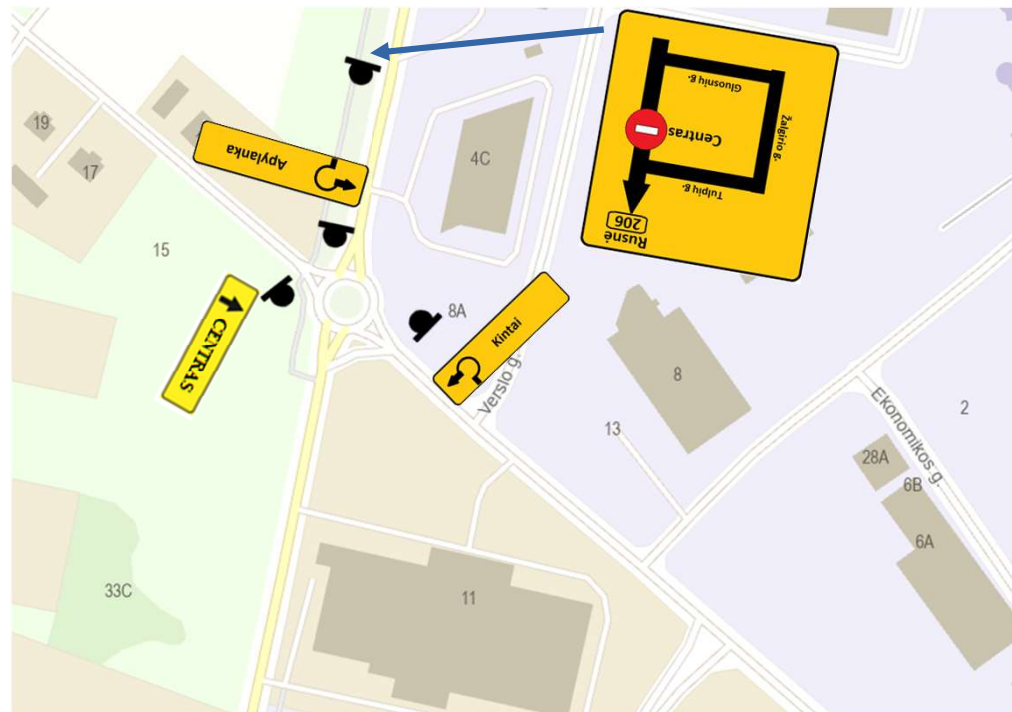 19
17
15
33C
4C
8A
8
13
2
28A
6B
6A
11
Verslo g.
Ekonomikos g.
Apylanka
CENTRAS
Kintai
Gluosnių g.
Žalgirio g.
Centras
Tulpių g.
206
Rusnė